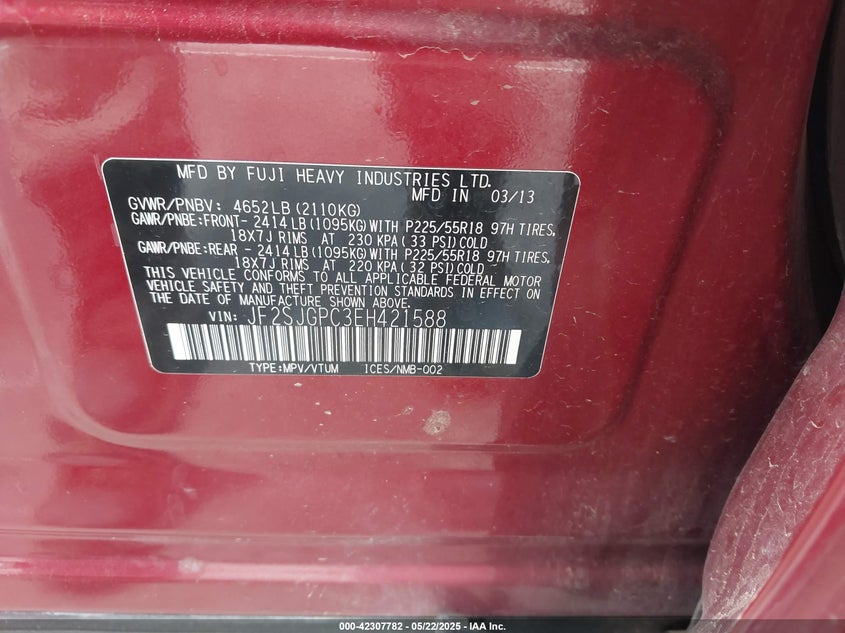 MFD BY FUJI HEAVY INDUSTRIES LTD.
MFD IN 03/13
GVWR/PNBV: 4652LB(2110KG)
GAWR/PNBE:FRONT- 2414LB(1095KG)WITH P225/55R18 97H TIRES,
18X7J RIMS AT 230 KPA( 33 PSI)COLD
GAWR/PNBE:REAR - 2414LB(1095KG)WITH P225/55R18 97H TIRES,
18X7J RIMS AT 220 KPA( 32 PSI)COLD
THIS VEHICLE CONFORMS TO ALL APPLICABLE FEDERAL MOTOR
VEHICLE SAFETY AND THEFT PREVENTION STANDARDS IN EFFECT ON
THE DATE OF MANUFACTURE SHOWN ABOVE.
VIN: JF2SJGPC3EH421588
TYPE:MPV/VTUM ICES/NMB-002
000-42307782 - 05/22/2025 - IAA Inc.